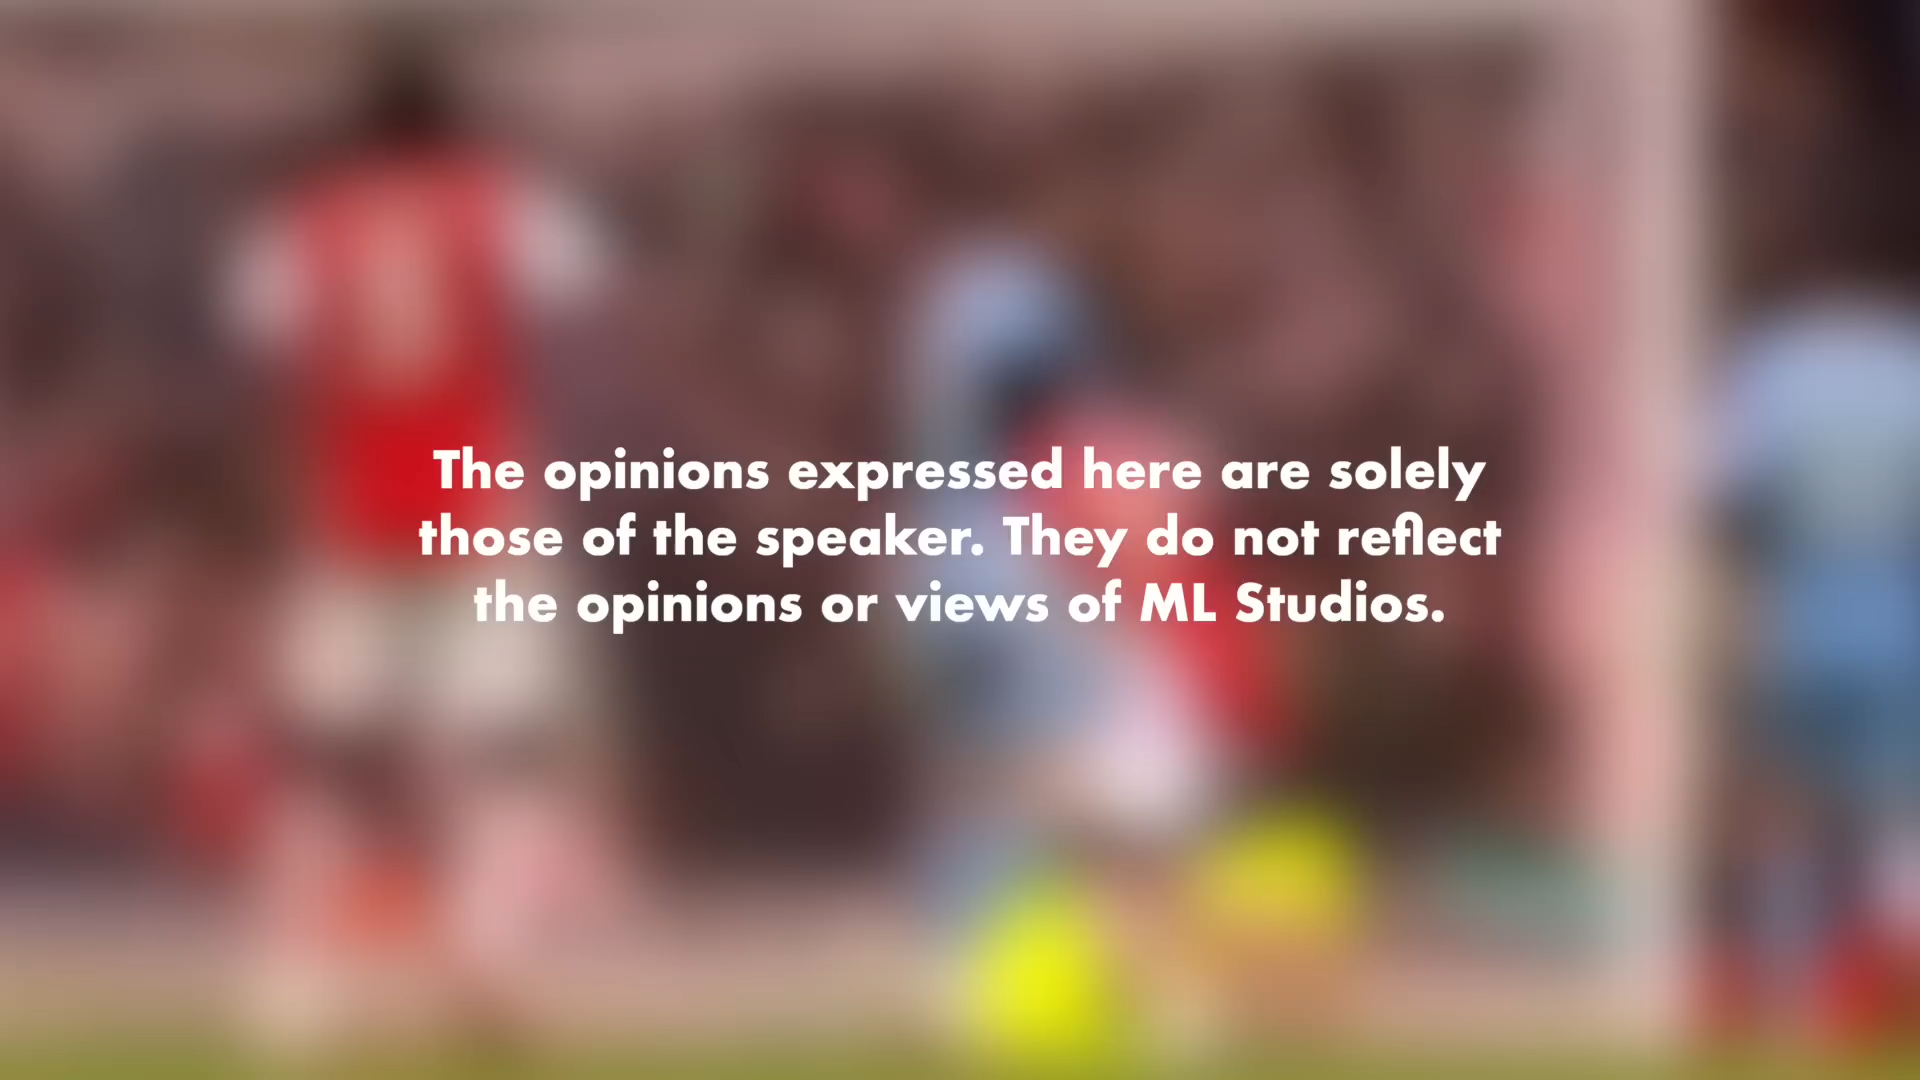 The opinions expressed here are solely
those of the speaker. They do not reflect
the opinions or views of ML Studios.